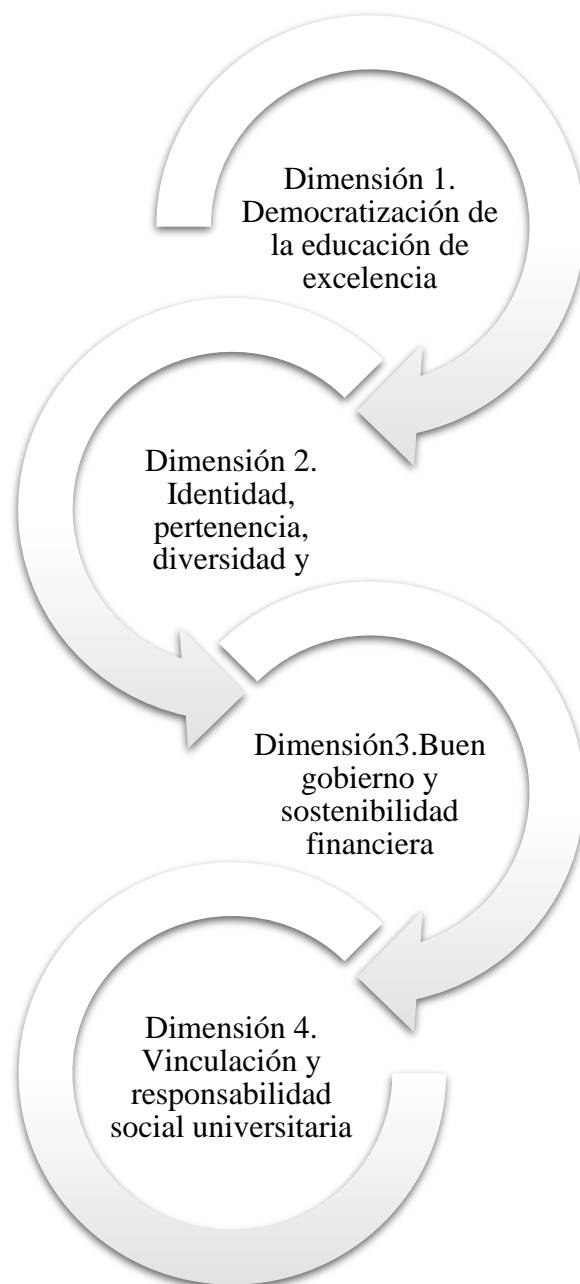 Dimensión 1.
Democratización de
la educación de
excelencia
Dimensión 2.
Identidad,
pertenencia,
diversidad y
Dimensión3.Buen
gobierno y
sostenibilidad
financiera
Dimensión 4.
Vinculación y
responsabilidad
social universitaria